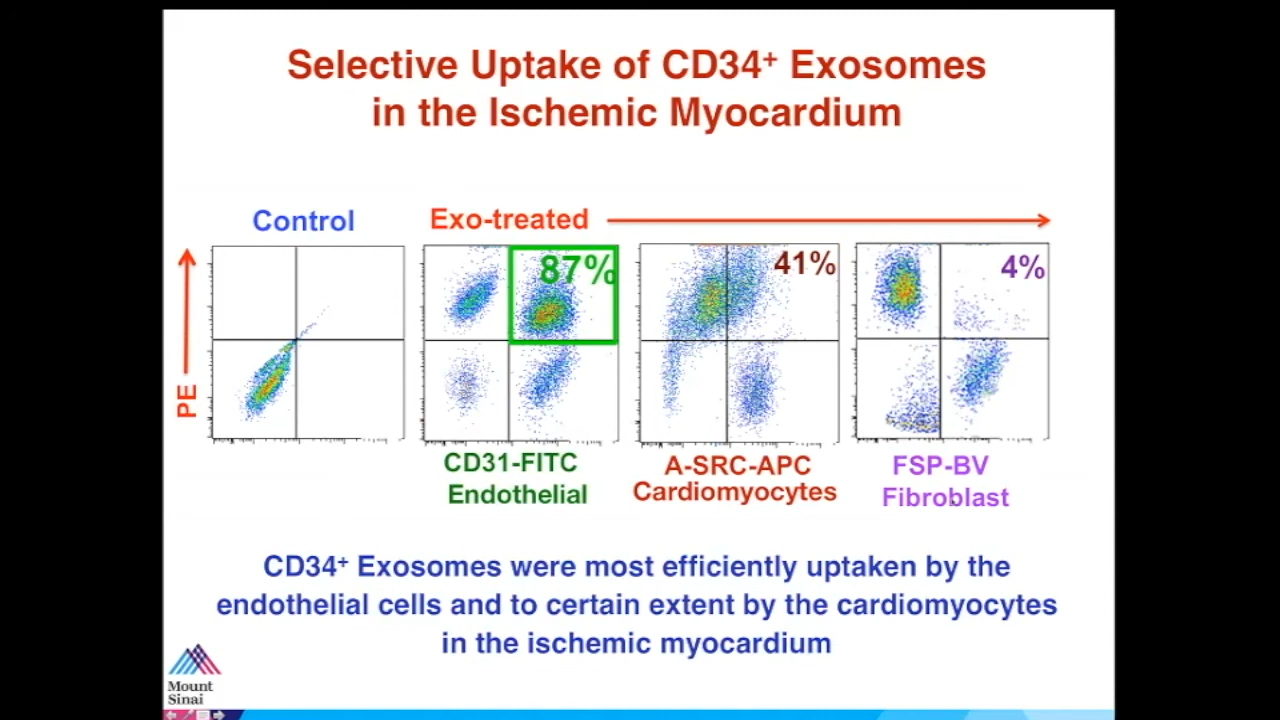 Selective Uptake of CD34⁺ Exosomes
in the Ischemic Myocardium
Control
Exo-treated
PE
87%
41%
4%
CD31-FITC
Endothelial
A-SRC-APC
Cardiomyocytes
FSP-BV
Fibroblast
CD34⁺ Exosomes were most efficiently uptaken by the
endothelial cells and to certain extent by the cardiomyocytes
in the ischemic myocardium
Mount
Sinai